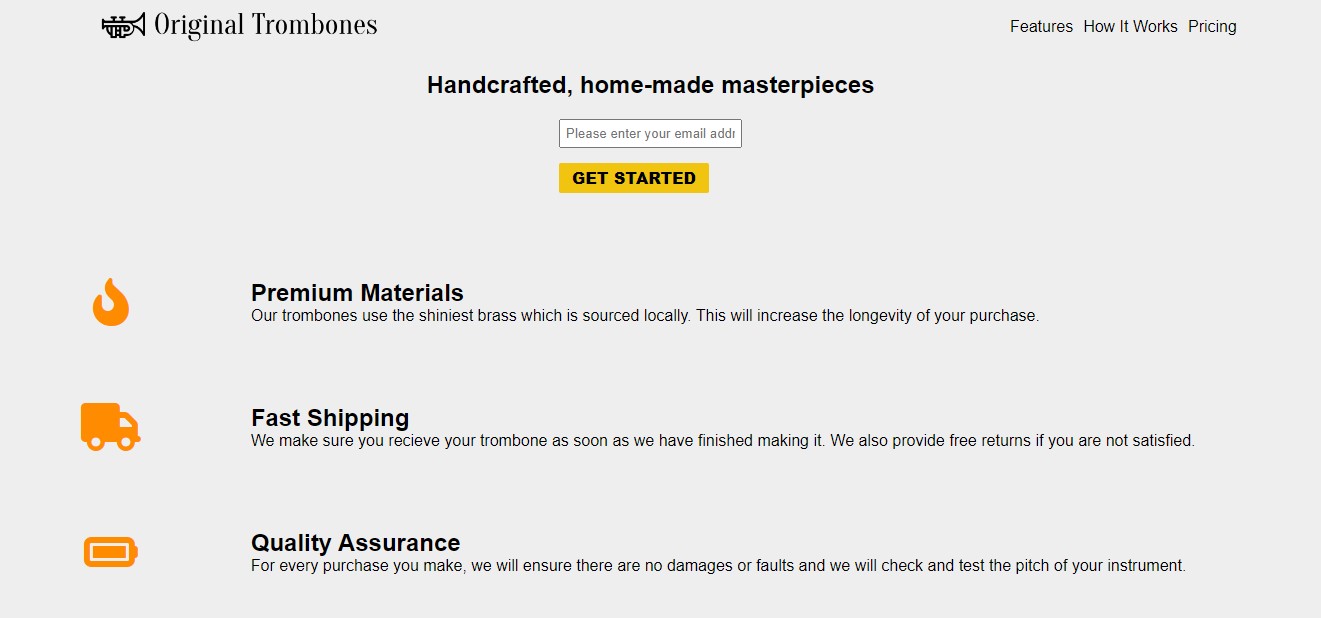 Original Trombones
Features How It Works Pricing
Handcrafted, home-made masterpieces
Please enter your email addr
GET STARTED
Premium Materials
Our trombones use the shiniest brass which is sourced locally. This will increase the longevity of your purchase.
Fast Shipping
We make sure you recieve your trombone as soon as we have finished making it. We also provide free returns if you are not satisfied.
Quality Assurance
For every purchase you make, we will ensure there are no damages or faults and we will check and test the pitch of your instrument.